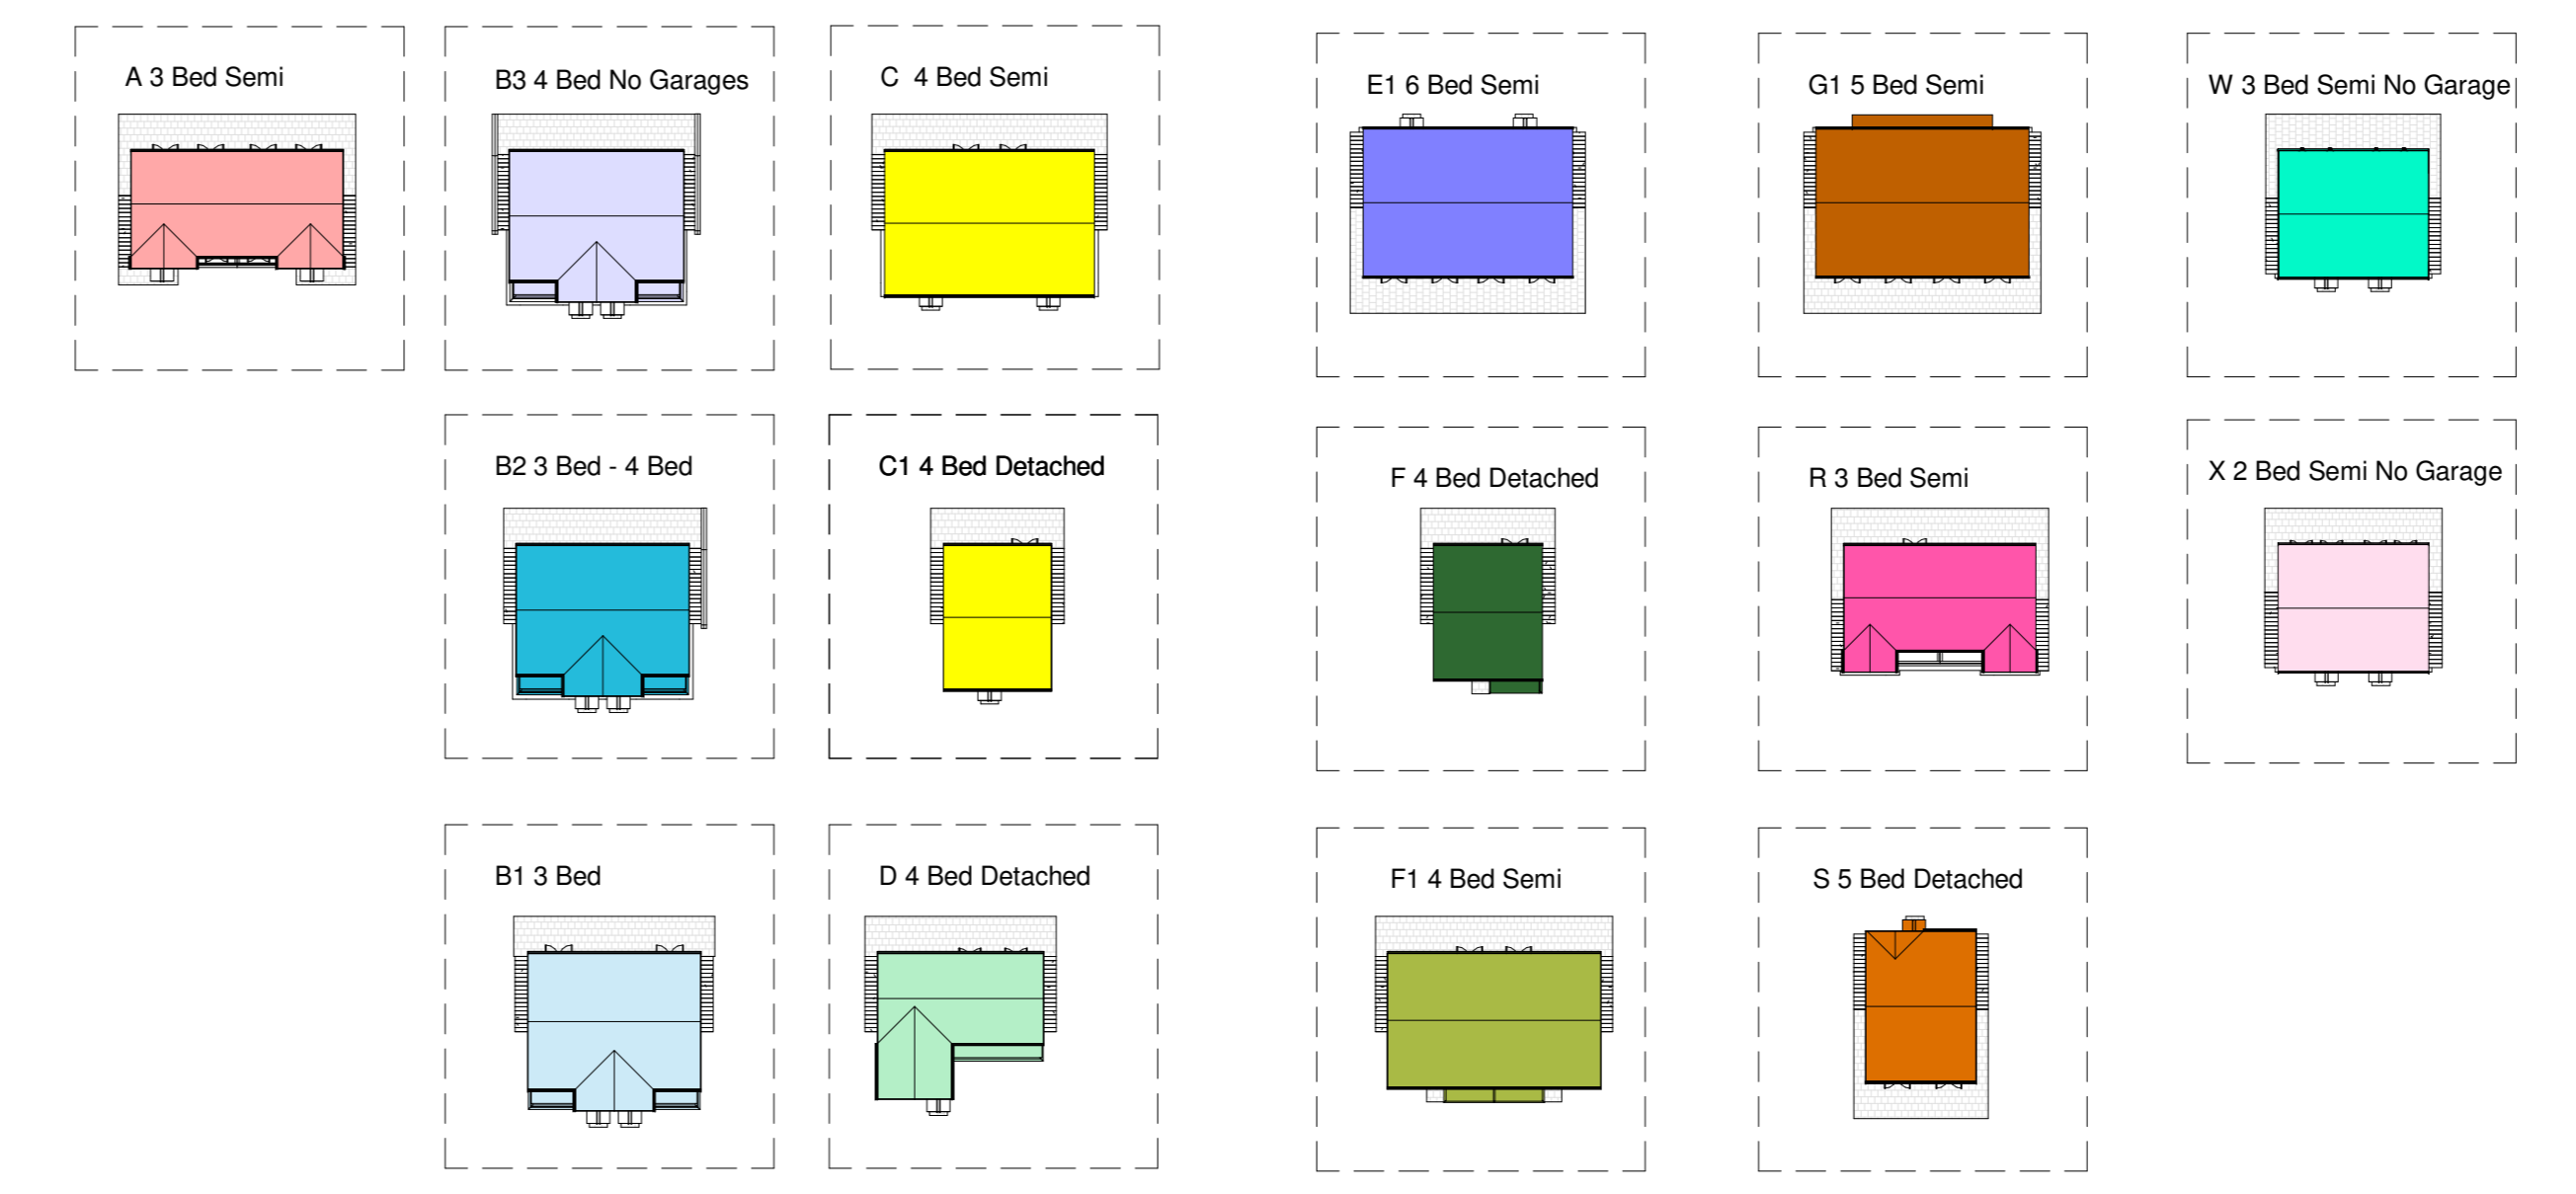 A 3 Bed Semi
B3 4 Bed No Garages
C  4 Bed Semi
E1 6 Bed Semi
G1 5 Bed Semi
W 3 Bed Semi No Garage
B2 3 Bed - 4 Bed
C1 4 Bed Detached
F 4 Bed Detached
R 3 Bed Semi
X 2 Bed Semi No Garage
B1 3 Bed
D 4 Bed Detached
F1 4 Bed Semi
S 5 Bed Detached